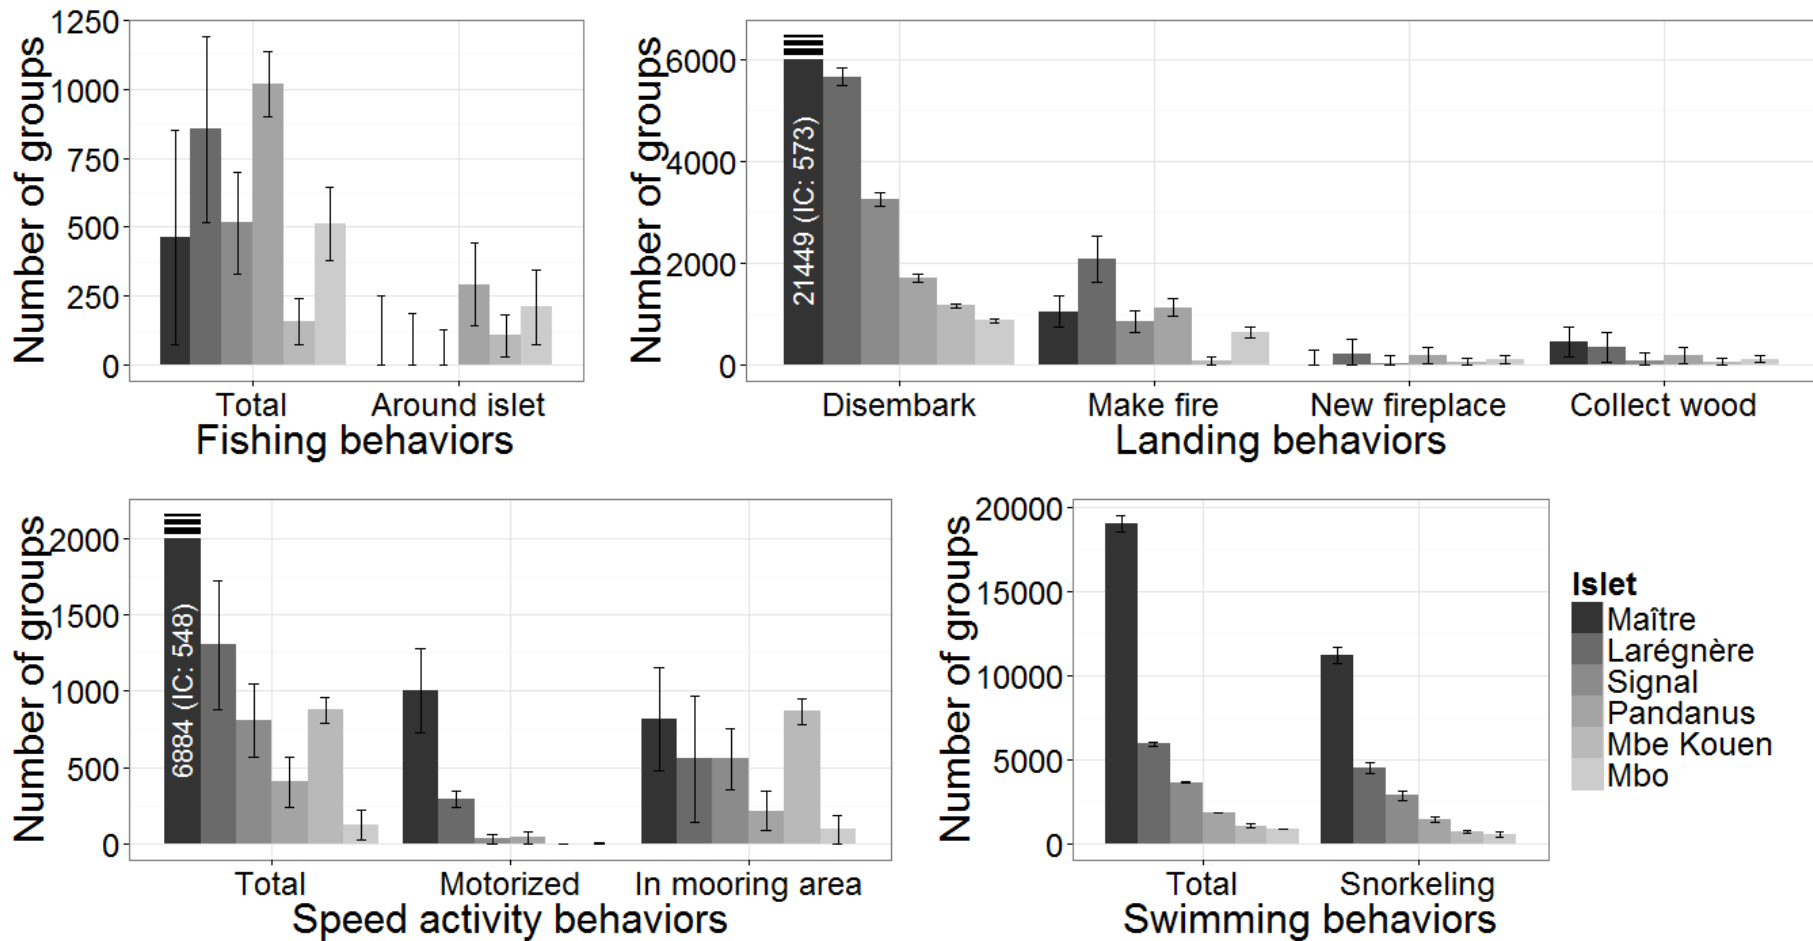 Number of groups
1250
1000
750
500
250
0
Total
Around islet
Fishing behaviors
Number of groups
6000
4000
2000
0
21449 (IC: 573)
Disembark
Make fire
New fireplace
Collect wood
Landing behaviors
Number of groups
2000
1500
1000
500
0
6884 (IC: 548)
Total
Motorized
In mooring area
Speed activity behaviors
Number of groups
20000
15000
10000
5000
0
Total
Snorkeling
Swimming behaviors
Islet
Maître
Larégnère
Signal
Pandanus
Mbe Kouen
Mbo